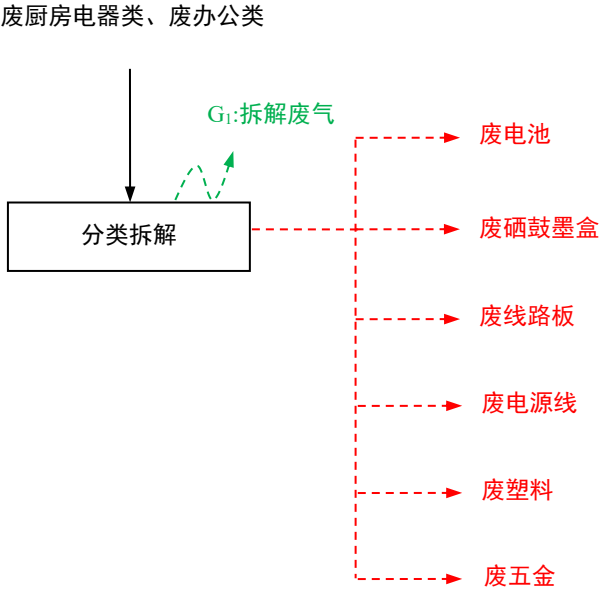 废厨房电器类、废办公类
G₁:拆解废气
废电池
废硒鼓墨盒
分类拆解
废线路板
废电源线
废塑料
废五金